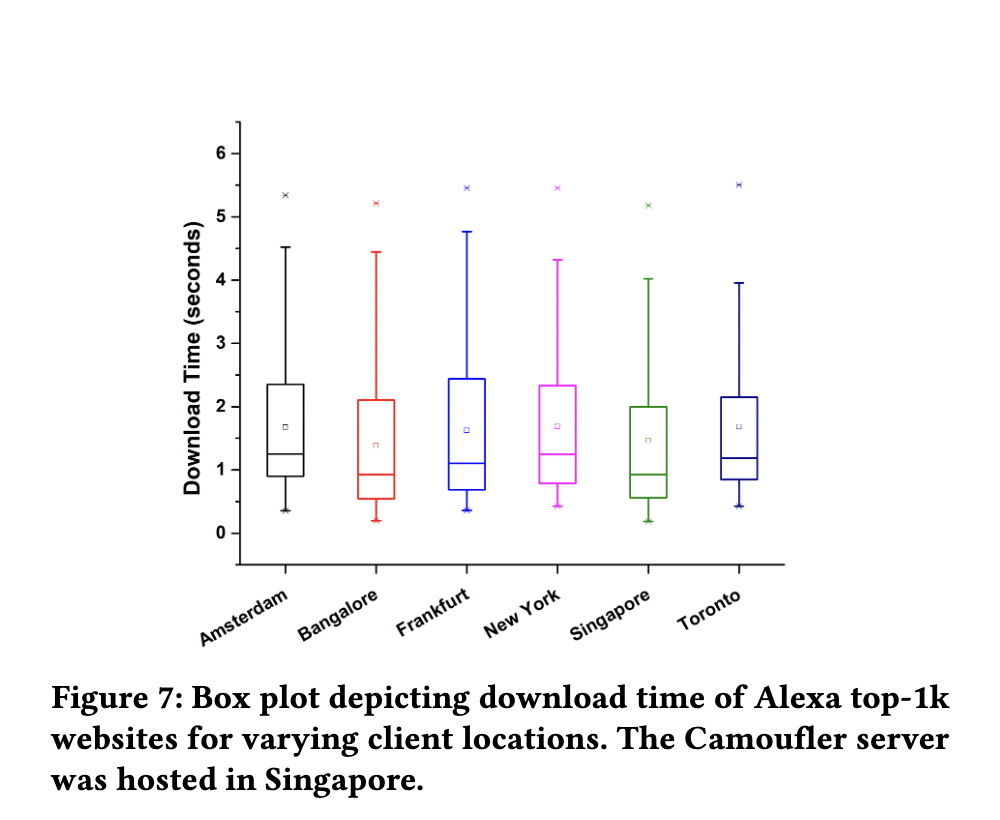 6
5
4
3
2
1
0
Download Time (seconds)
Amsterdam
Bangalore
Frankfurt
New York
Singapore
Toronto
Figure 7: Box plot depicting download time of Alexa top-1k
websites for varying client locations. The Camoufler server
was hosted in Singapore.